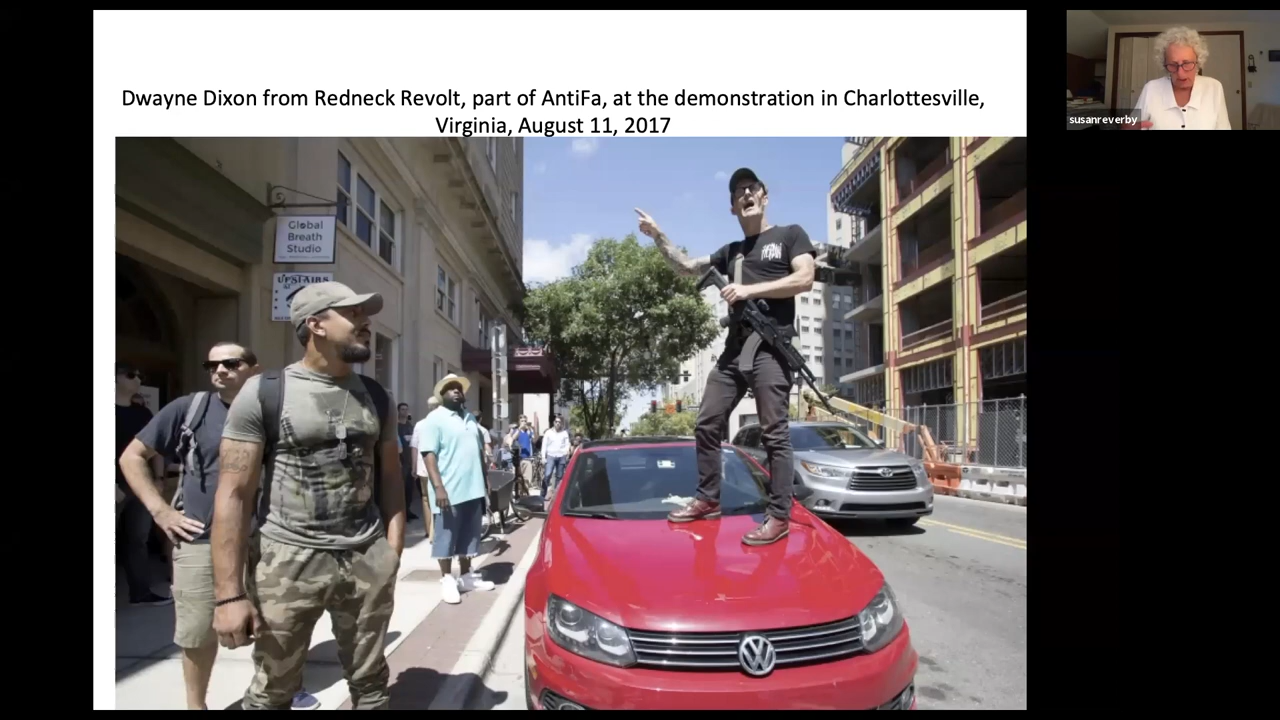 Dwayne Dixon from Redneck Revolt, part of AntiFa, at the demonstration in Charlottesville,
Virginia, August 11, 2017
susanreverby
Global
Breath
Studio
UPSTAIRS